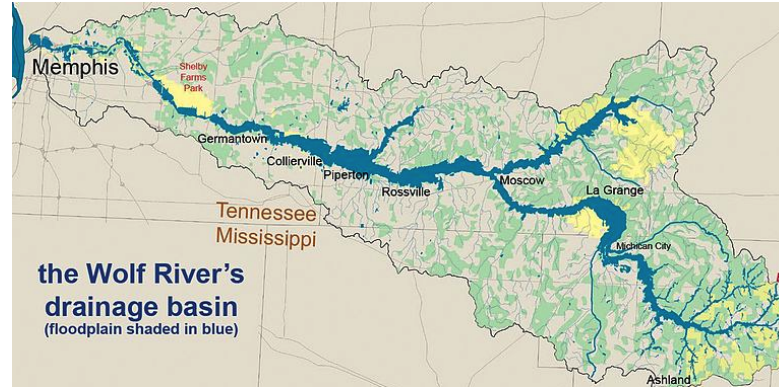 Memphis
Shelby
Farms
Park
Germantown
Collierville
Piperton
Rossville
Moscow
La Grange
Tennessee
Mississippi
Michigan City
the Wolf River's
drainage basin
(floodplain shaded in blue)
Ashland